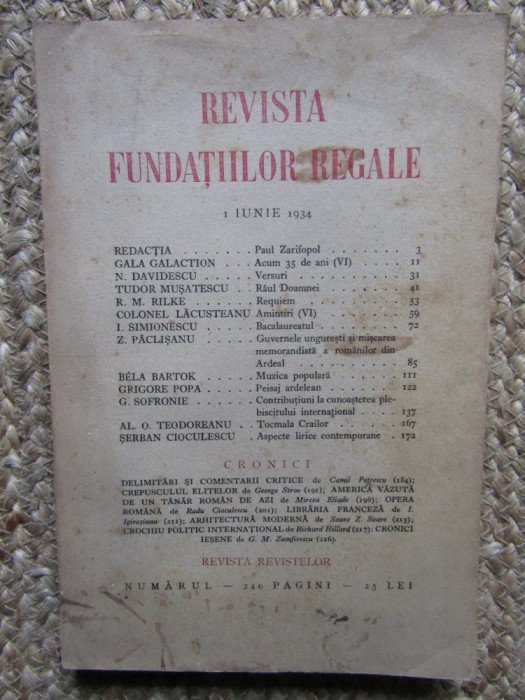 REVISTA
FUNDAȚIILOR REGALE
1 IUNIE 1934
REDACȚIA . . . . . . . Paul Zarifopol . . . . . . . 3
GALA GALACTION . . . Acum 35 de ani (VI) . . . . 11
N. DAVIDESCU . . . . . Versuri . . . . . . . . . 31
TUDOR MUȘATESCU . . Râul Doamnei . . . . . . . 41
R. M. RILKE . . . . . . Requiem . . . . . . . . 53
COLONEL LĂCUSTEANU Amintiri (VI) . . . . . . . 59
I. SIMIONESCU . . . . . Bacalaureatul . . . . . . . 72
Z. PÂCLIȘANU . . . . . Guvernele ungurești și mișcarea
memorandistă a românilor din
Ardeal . . . . . . . . . 85
BÉLA BARTOK . . . . . Muzica populară . . . . . . 111
GRIGORE POPA . . . . . Peisaj ardelean . . . . . . 122
G. SOFRONIE . . . . . Contribuțiuni la cunoașterea ple-
biscitului internațional . . . . 137
AL. O. TEODOREANU . . Tocmala Crailor . . . . . . 167
ȘERBAN CIOCULESCU . Aspecte lirice contemporane . 172
CRONICI
DELIMITĂRI ȘI COMENTARII CRITICE de Camil Petrescu (184);
CREPUSCULUL ELITELOR de George Stroe (191); AMERICA VĂZUTĂ
DE UN TÂNĂR ROMÂN DE AZI de Mircea Eliade (196); OPERA
ROMÂNĂ de Radu Cioculescu (201); LIBRĂRIA FRANCEZĂ de I.
Igiroșianu (211); ARHITECTURA MODERNĂ de Soare Z. Soare (215);
CROCHIU POLITIC INTERNAȚIONAL de Richard Hillard (217); CRONICI
IEȘENE de G. M. Zamfirescu (226).
REVISTA REVISTELOR
NUMĂRUL — 240 PAGINI — 25 LEI